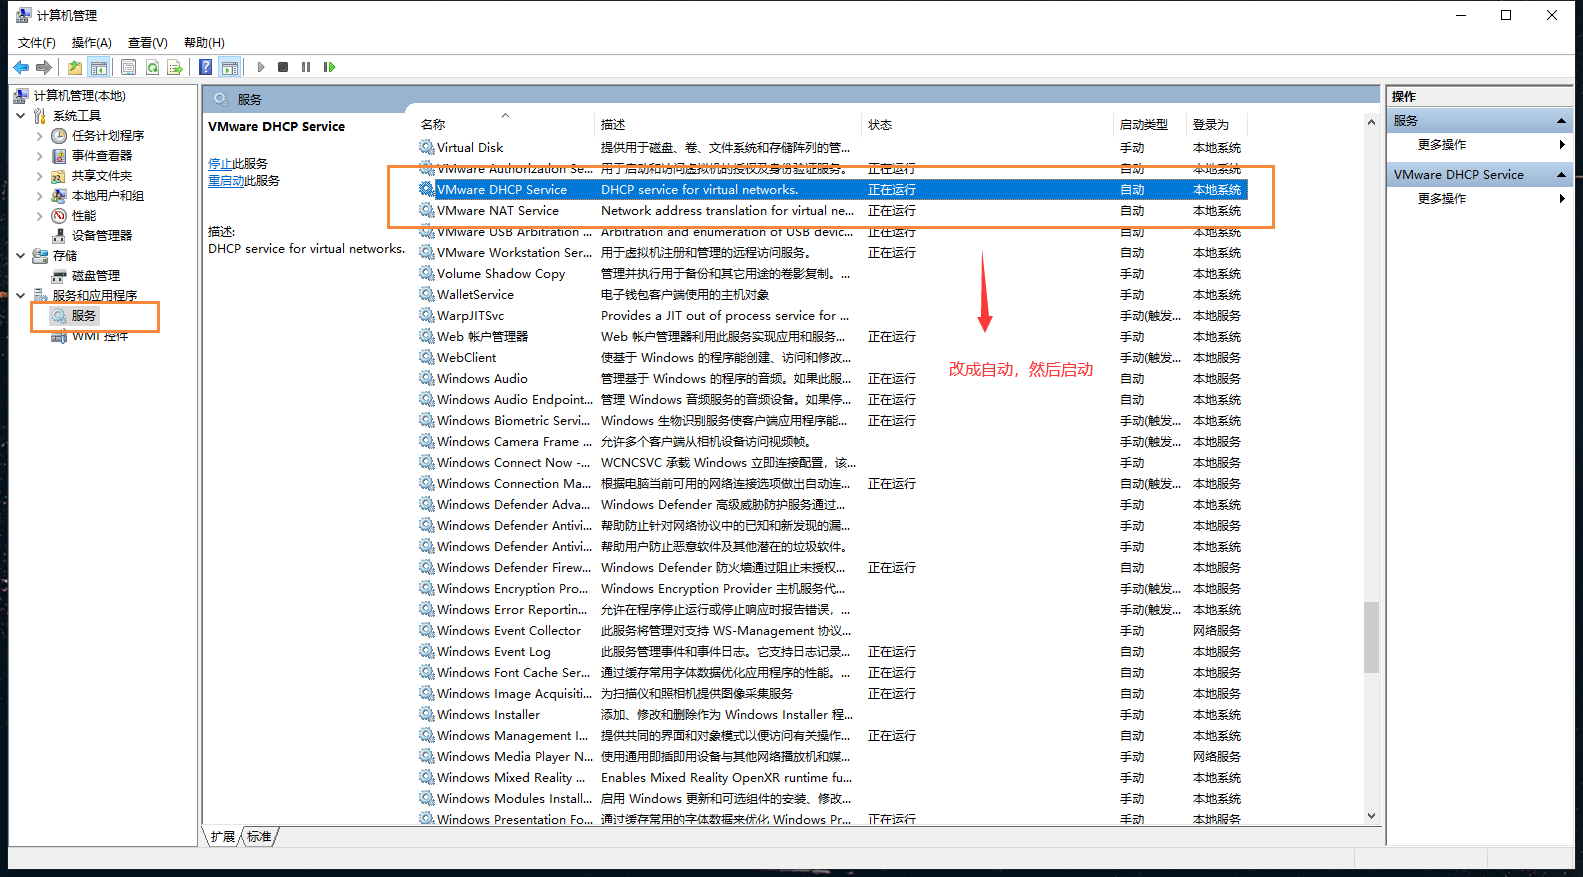 计算机管理
文件(F) 操作(A) 查看(V) 帮助(H)
计算机管理(本地)
系统工具
任务计划程序
事件查看器
共享文件夹
本地用户和组
性能
设备管理器
存储
磁盘管理
服务和应用程序
服务
WMI 控件
服务
VMware DHCP Service
停止此服务
重启动此服务
描述:
DHCP service for virtual networks.
名称 描述 状态 启动类型 登录为
Virtual Disk 提供用于磁盘、卷、文件系统和存储阵列的管... 手动 本地系统
VMware Authorization Se... 用于启动和访问虚拟机的授权及身份验证服务。 正在运行 自动 本地系统
VMware DHCP Service DHCP service for virtual networks. 正在运行 自动 本地系统
VMware NAT Service Network address translation for virtual ne... 正在运行 自动 本地系统
VMware USB Arbitration ... Arbitration and enumeration of USB devic... 正在运行 自动 本地系统
VMware Workstation Ser... 用于虚拟机注册和管理的远程访问服务。 正在运行 自动 本地系统
Volume Shadow Copy 管理并执行用于备份和其它用途的卷影复制。... 手动 本地系统
WalletService 电子钱包客户端使用的主机对象 手动 本地系统
WarpJITSvc Provides a JIT out of process service for ... 手动(触发... 本地服务
Web 帐户管理器 Web 帐户管理器利用此服务实现应用和服务... 正在运行 手动 本地系统
WebClient 使基于 Windows 的程序能创建、访问和修改... 手动(触发... 本地服务
Windows Audio 管理基于 Windows 的程序的音频。如果此服... 正在运行 自动 本地服务
Windows Audio Endpoint... 管理 Windows 音频服务的音频设备。如果停... 正在运行 自动 本地系统
Windows Biometric Servi... Windows 生物识别服务使客户端应用程序能... 正在运行 手动(触发... 本地系统
Windows Camera Frame ... 允许多个客户端从相机设备访问视频帧。 手动(触发... 本地服务
Windows Connect Now -... WCNCSVC 承载 Windows 立即连接配置，该... 手动 本地服务
Windows Connection Ma... 根据电脑当前可用的网络连接选项做出自动连... 正在运行 自动(触发... 本地服务
Windows Defender Adva... Windows Defender 高级威胁防护服务通过... 手动 本地系统
Windows Defender Antivi... 帮助防止针对网络协议中的已知和新发现的漏... 手动 本地服务
Windows Defender Antivi... 帮助用户防止恶意软件及其他潜在的垃圾软件。 手动 本地系统
Windows Defender Firew... Windows Defender 防火墙通过阻止未授权... 正在运行 自动 本地服务
Windows Encryption Pro... Windows Encryption Provider 主机服务代... 手动(触发... 本地服务
Windows Error Reportin... 允许在程序停止运行或停止响应时报告错误，... 手动(触发... 本地系统
Windows Event Collector 此服务将管理对支持 WS-Management 协议... 手动 网络服务
Windows Event Log 此服务管理事件和事件日志。它支持日志记录... 正在运行 自动 本地服务
Windows Font Cache Ser... 通过缓存常用字体数据优化应用程序的性能。... 正在运行 自动 本地服务
Windows Image Acquisiti... 为扫描仪和照相机提供图像采集服务 正在运行 自动 本地服务
Windows Installer 添加、修改和删除作为 Windows Installer 程... 手动 本地系统
Windows Management I... 提供共同的界面和对象模式以便访问有关操作... 正在运行 自动 本地系统
Windows Media Player N... 使用通用即插即用设备与其他网络播放机和媒... 手动 网络服务
Windows Mixed Reality ... Enables Mixed Reality OpenXR runtime fu... 手动 本地系统
Windows Modules Install... 启用 Windows 更新和可选组件的安装、修改... 手动 本地系统
Windows Presentation Fo... 通过缓存常用的字体数据来优化 Windows Pr... 正在运行 手动 本地服务
改成自动，然后启动
扩展 标准
操作
服务
更多操作
VMware DHCP Service
更多操作